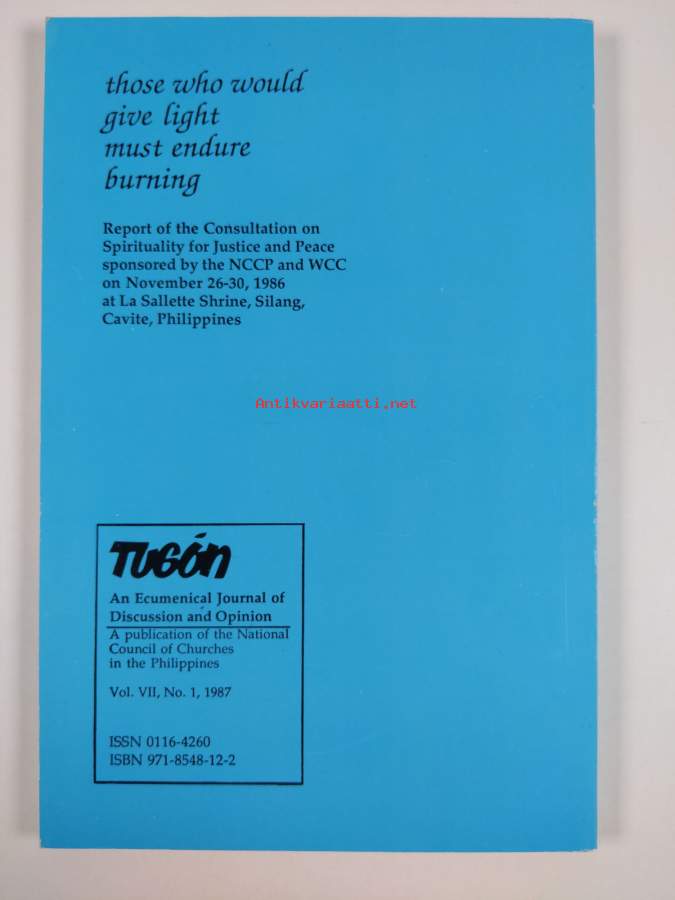 those who would
give light
must endure
burning
Report of the Consultation on
Spirituality for Justice and Peace
sponsored by the NCCP and WCC
on November 26-30, 1986
at La Sallette Shrine, Silang,
Cavite, Philippines
Antikvariaatti.net
TUGÓN
An Ecumenical Journal of
Discussion and Opinion
A publication of the National
Council of Churches
in the Philippines
Vol. VII, No. 1, 1987
ISSN 0116-4260
ISBN 971-8548-12-2